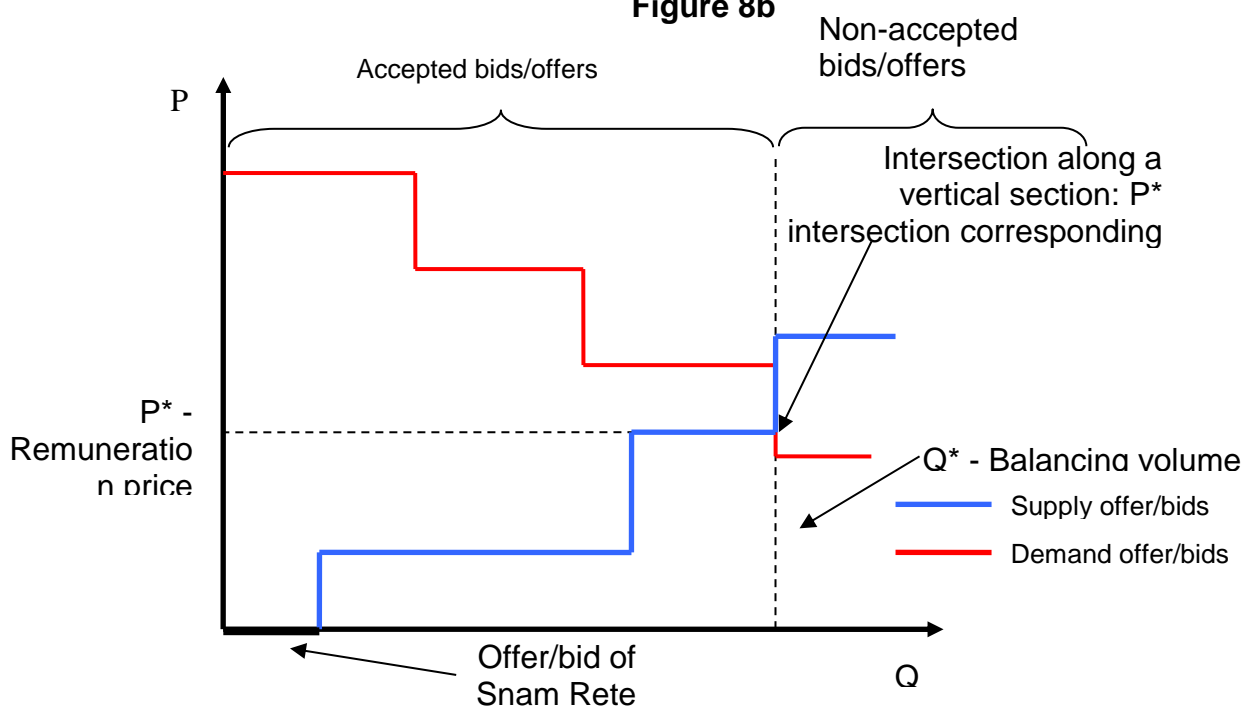 Figure 8b
Non-accepted
bids/offers
Accepted bids/offers
P
Intersection along a
vertical section: P*
intersection corresponding
P* -
Remuneratio
n price
Q* - Balancing volume
Supply offer/bids
Demand offer/bids
Offer/bid of
Snam Rete
Q